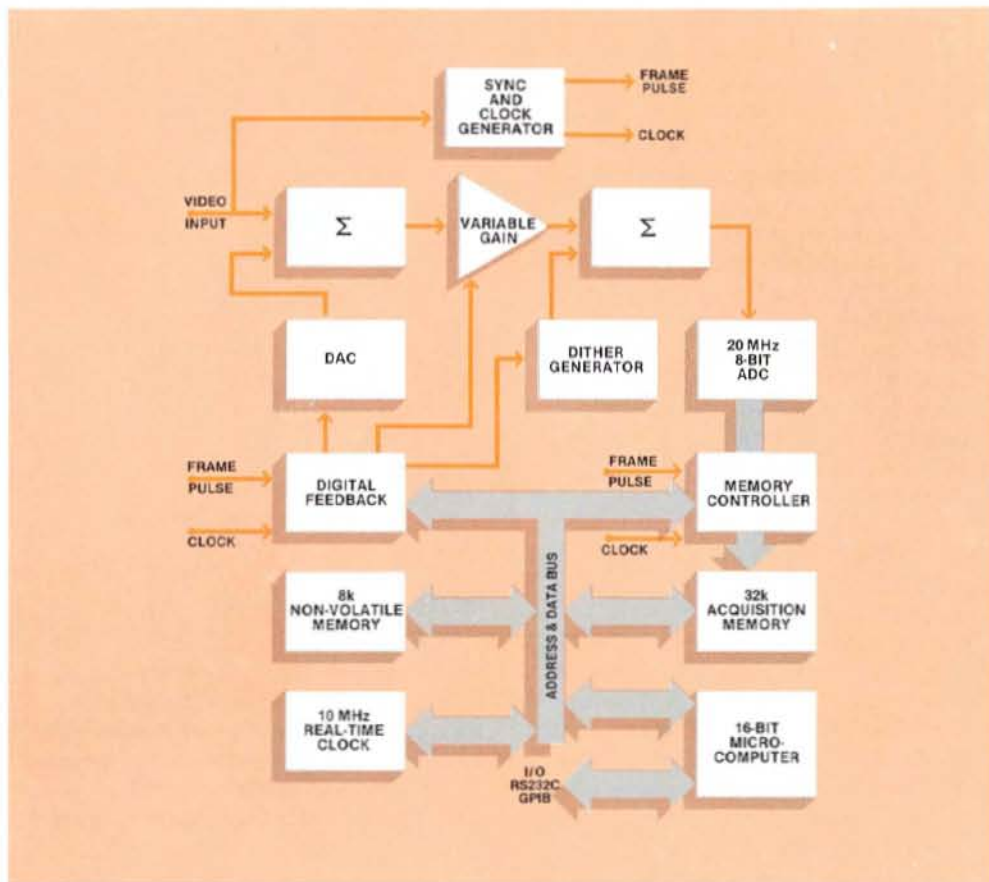 SYNC
AND
CLOCK
GENERATOR
FRAME
PULSE
CLOCK
VIDEO
INPUT
Σ
VARIABLE
GAIN
Σ
DAC
DITHER
GENERATOR
20 MHz
8-BIT
ADC
FRAME
PULSE
CLOCK
DIGITAL
FEEDBACK
FRAME
PULSE
CLOCK
MEMORY
CONTROLLER
ADDRESS & DATA BUS
8k
NON-VOLATILE
MEMORY
32k
ACQUISITION
MEMORY
10 MHz
REAL-TIME
CLOCK
I/O
RS232C
GPIB
16-BIT
MICRO-
COMPUTER